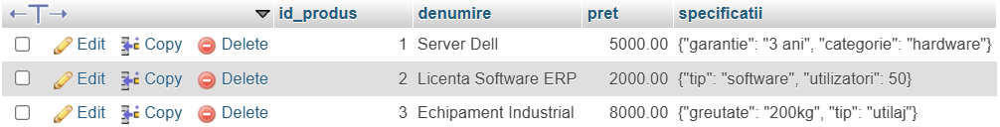 id_produs denumire pret specificatii
Edit Copy Delete 1 Server Dell 5000.00 {"garantie": "3 ani", "categorie": "hardware"}
Edit Copy Delete 2 Licenta Software ERP 2000.00 {"tip": "software", "utilizatori": 50}
Edit Copy Delete 3 Echipament Industrial 8000.00 {"greutate": "200kg", "tip": "utilaj"}